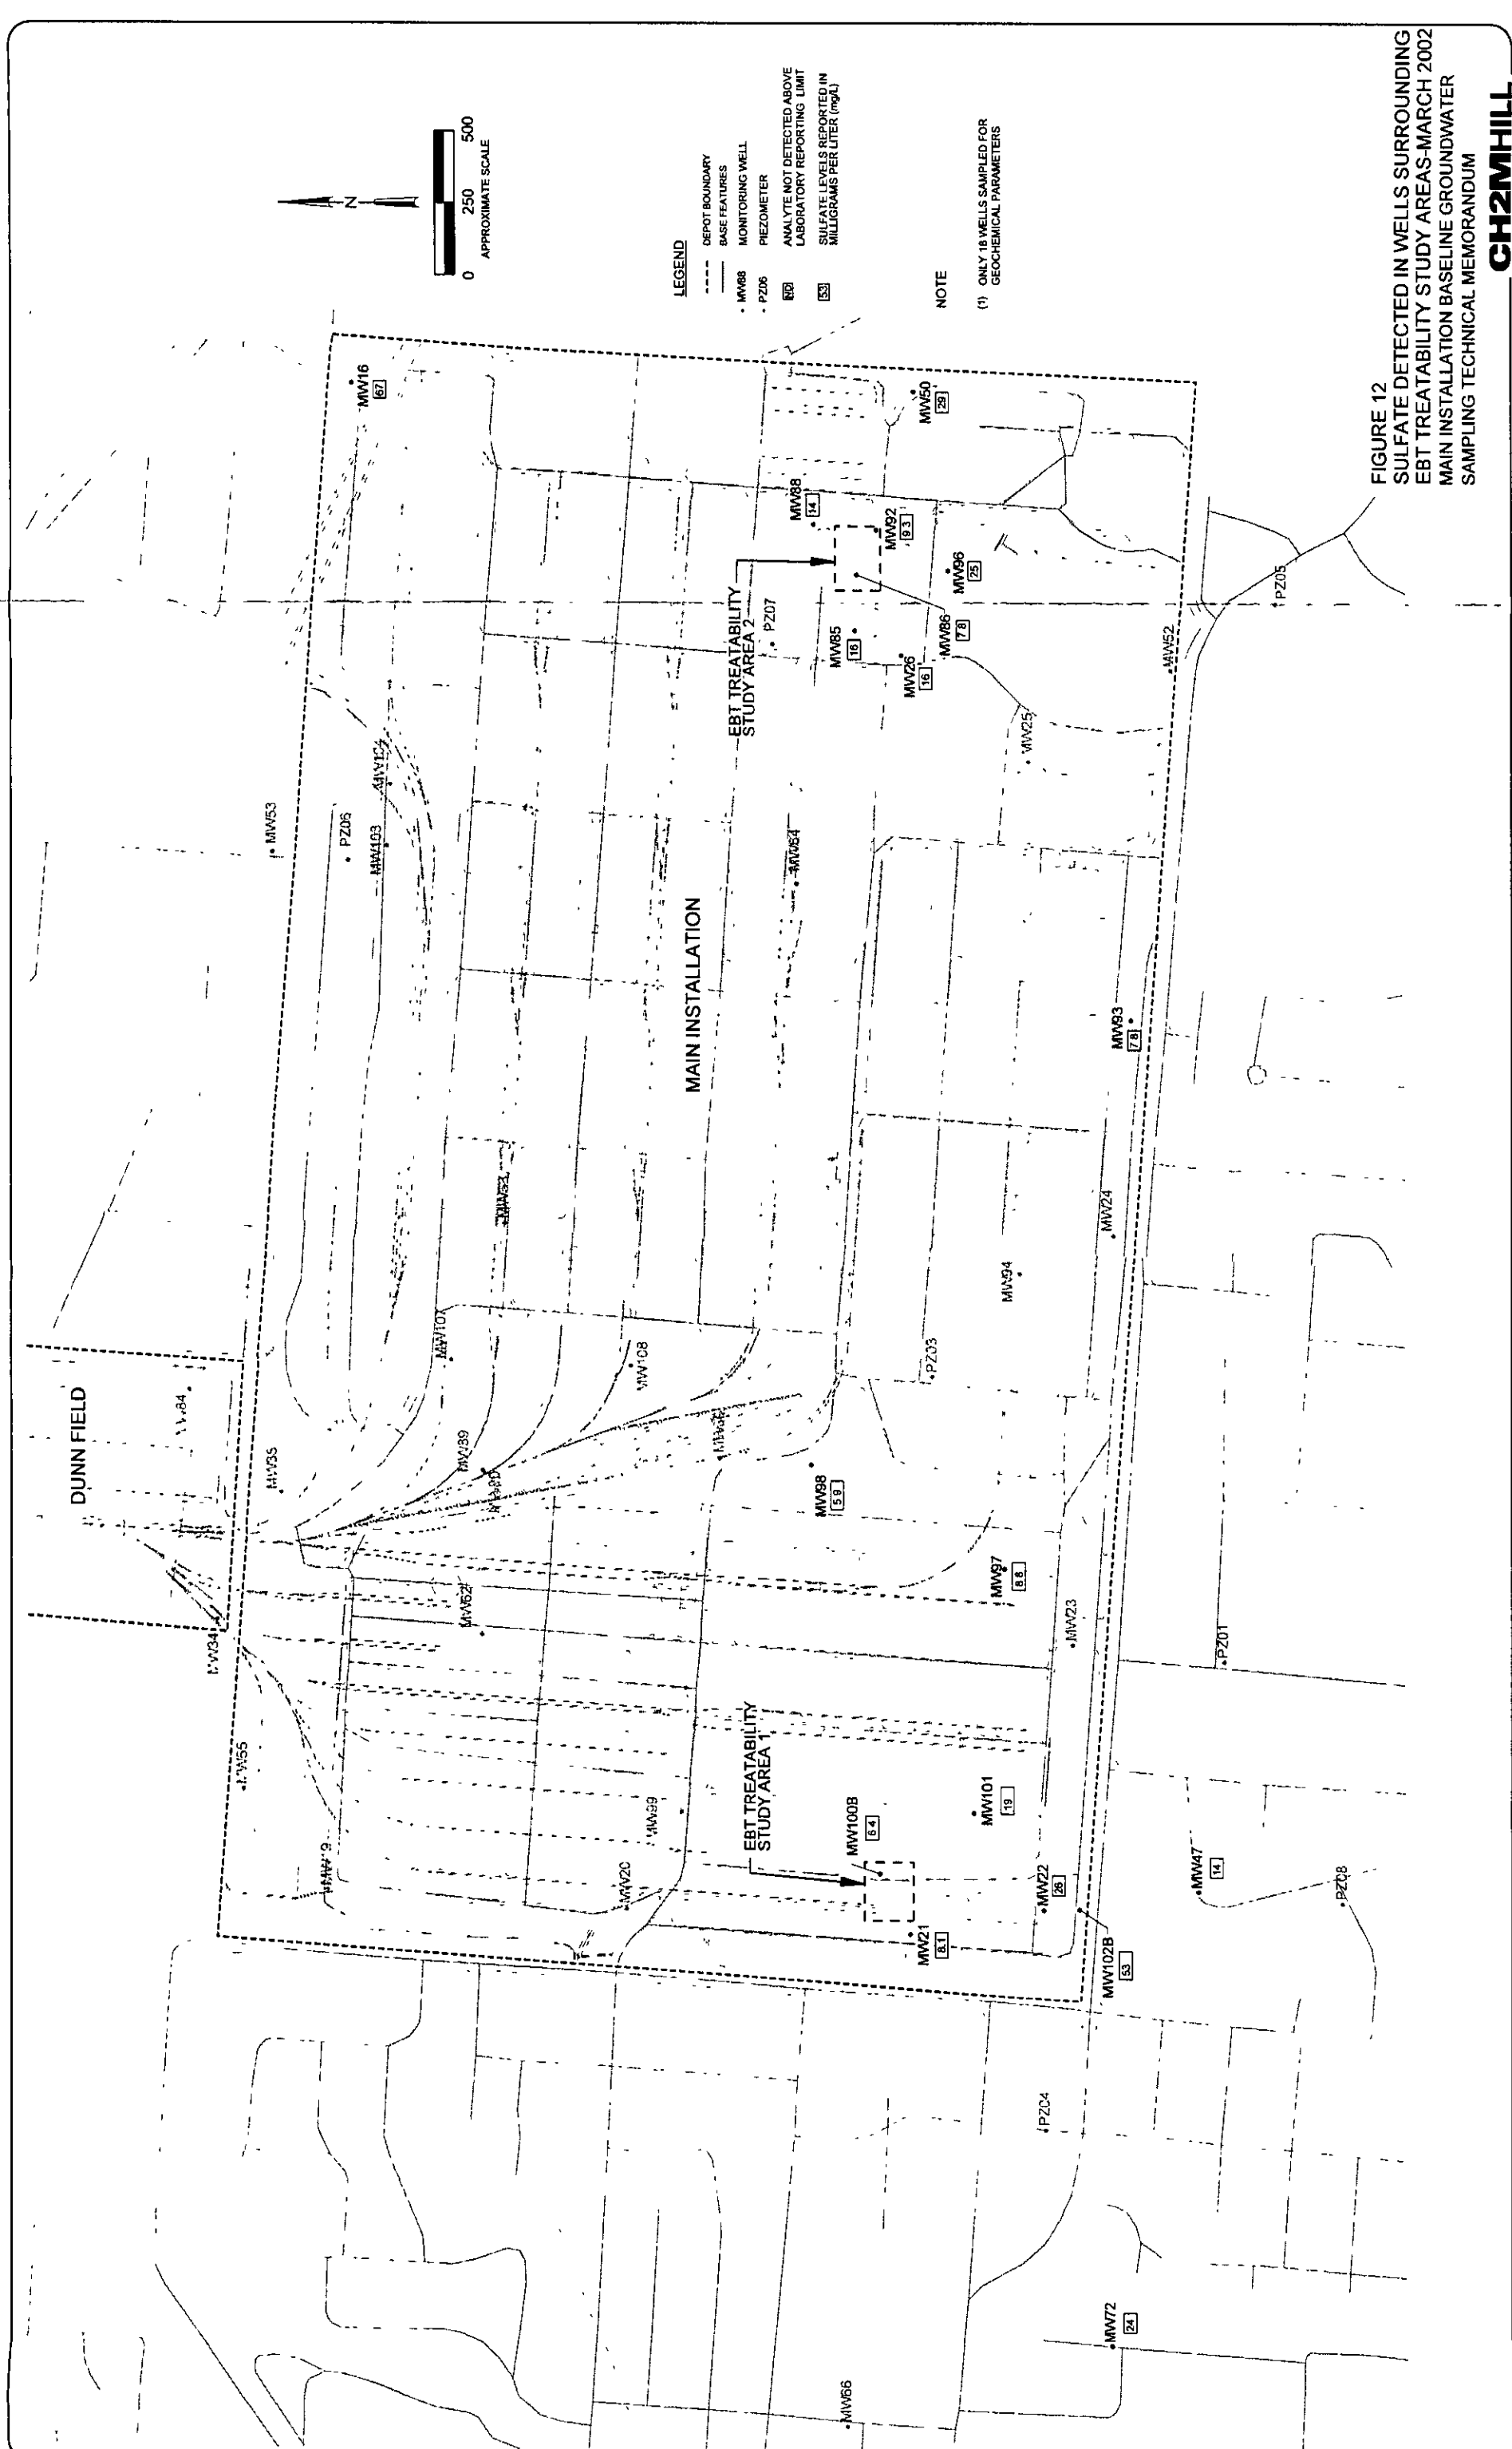 DUNN FIELD
MW84
MW35
MW34
MW55
MW62
MW89
MW107
MW108
MW99
MW20
MW53
PZ06
MW103
MW16
67
MAIN INSTALLATION
MW64
EBT TREATABILITY
STUDY AREA 2
PZ07
MW88
14
MW92
9.3
MW85
16
MW86
7.8
MW26
16
MW96
25
MW50
29
MW25
MW52
PZ05
MW93
7.8
MW24
MW94
PZ03
MW98
5.9
MW97
MW23
PZ01
EBT TREATABILITY
STUDY AREA 1
MW100B
6.4
MW101
19
MW21
8.1
MW22
26
MW102B
53
MW47
14
PZ08
PZ04
MW72
24
MW66
N
0 250 500
APPROXIMATE SCALE
LEGEND
DEPOT BOUNDARY
BASE FEATURES
MW88 MONITORING WELL
PZ06 PIEZOMETER
ND ANALYTE NOT DETECTED ABOVE
LABORATORY REPORTING LIMIT
53 SULFATE LEVELS REPORTED IN
MILLIGRAMS PER LITER (mg/L)
NOTE
(1) ONLY 18 WELLS SAMPLED FOR
GEOCHEMICAL PARAMETERS
FIGURE 12
SULFATE DETECTED IN WELLS SURROUNDING
EBT TREATABILITY STUDY AREAS-MARCH 2002
MAIN INSTALLATION BASELINE GROUNDWATER
SAMPLING TECHNICAL MEMORANDUM
CH2MHILL